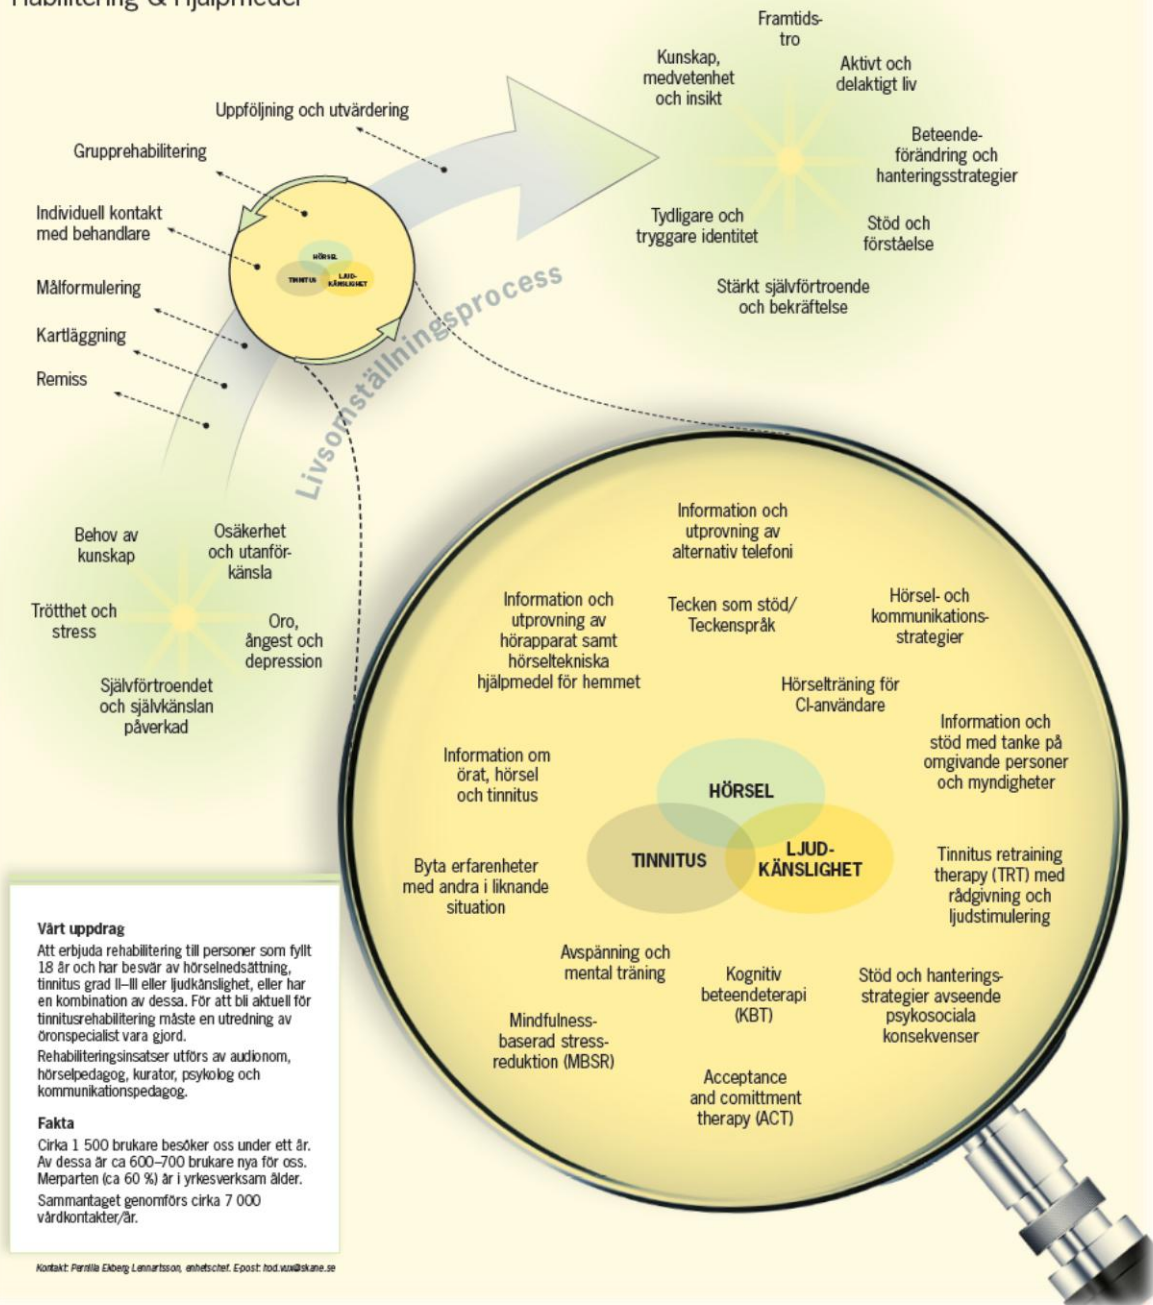 Habilitering & Hjälpmedel
Framtids-
tro
Kunskap,
medvetenhet
och insikt
Aktivt och
delaktigt liv
Beteende-
förändring och
hanteringsstrategier
Tydligare och
tryggare identitet
Stöd och
förståelse
Stärkt självförtroende
och bekräftelse
Uppföljning och utvärdering
Grupprehabilitering
Individuell kontakt
med behandlare
Målformulering
Kartläggning
Remiss
HÖRSEL
TINNITUS
LJUD-
KÄNSLIGHET
Livsomställningsprocess
Behov av
kunskap
Osäkerhet
och utanför-
känsla
Trötthet och
stress
Oro,
ångest och
depression
Självförtroendet
och självkänslan
påverkad
Information och
utprovning av
alternativ telefoni
Information och
utprovning av
hörapparat samt
hörseltekniska
hjälpmedel för hemmet
Tecken som stöd/
Teckenspråk
Hörsel- och
kommunikations-
strategier
Hörselträning för
CI-användare
Information och
stöd med tanke på
omgivande personer
och myndigheter
Information om
örat, hörsel
och tinnitus
HÖRSEL
TINNITUS
LJUD-
KÄNSLIGHET
Byta erfarenheter
med andra i liknande
situation
Tinnitus retraining
therapy (TRT) med
rådgivning och
ljudstimulering
Avspänning och
mental träning
Kognitiv
beteendeterapi
(KBT)
Stöd och hanterings-
strategier avseende
psykosociala
konsekvenser
Mindfulness-
baserad stress-
reduktion (MBSR)
Acceptance
and comittment
therapy (ACT)
Vårt uppdrag
Att erbjuda rehabilitering till personer som fyllt
18 år och har besvär av hörselnedsättning,
tinnitus grad II–III eller ljudkänslighet, eller har
en kombination av dessa. För att bli aktuell för
tinnitusrehabilitering måste en utredning av
öronspecialist vara gjord.
Rehabiliteringsinsatser utförs av audionom,
hörselpedagog, kurator, psykolog och
kommunikationspedagog.
Fakta
Cirka 1 500 brukare besöker oss under ett år.
Av dessa är ca 600–700 brukare nya för oss.
Merparten (ca 60 %) är i yrkesverksam ålder.
Sammantaget genomförs cirka 7 000
vårdkontakter/år.
Kontakt: Pernilla Ekberg Lennartsson, enhetschef. E-post: hod.vux@skane.se